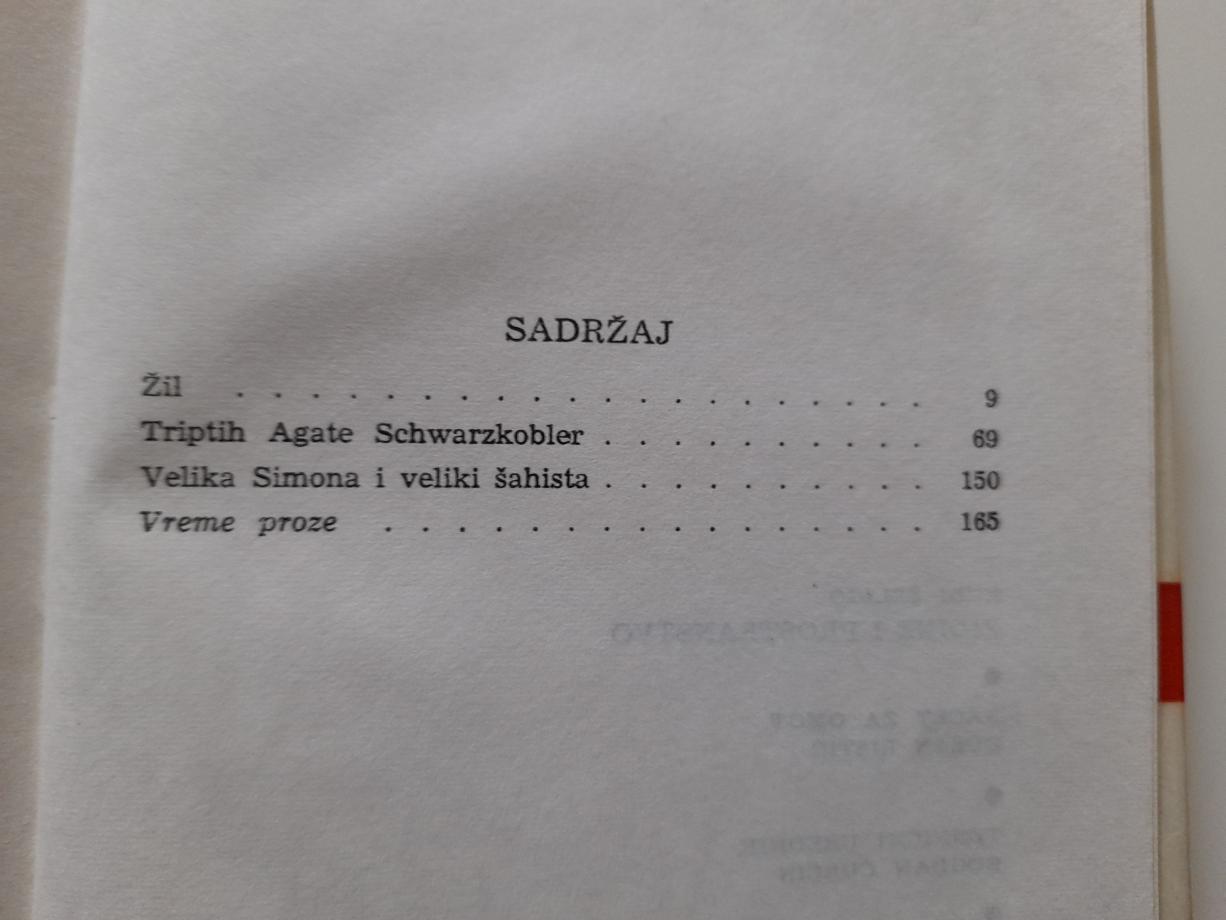 SADRŽAJ
Žil . . . . . . . . . . . . . . . . . . . 9
Triptih Agate Schwarzkobler . . . . . . . . . . 69
Velika Simona i veliki šahista . . . . . . . . . . 150
Vreme proze . . . . . . . . . . . . . . . 165